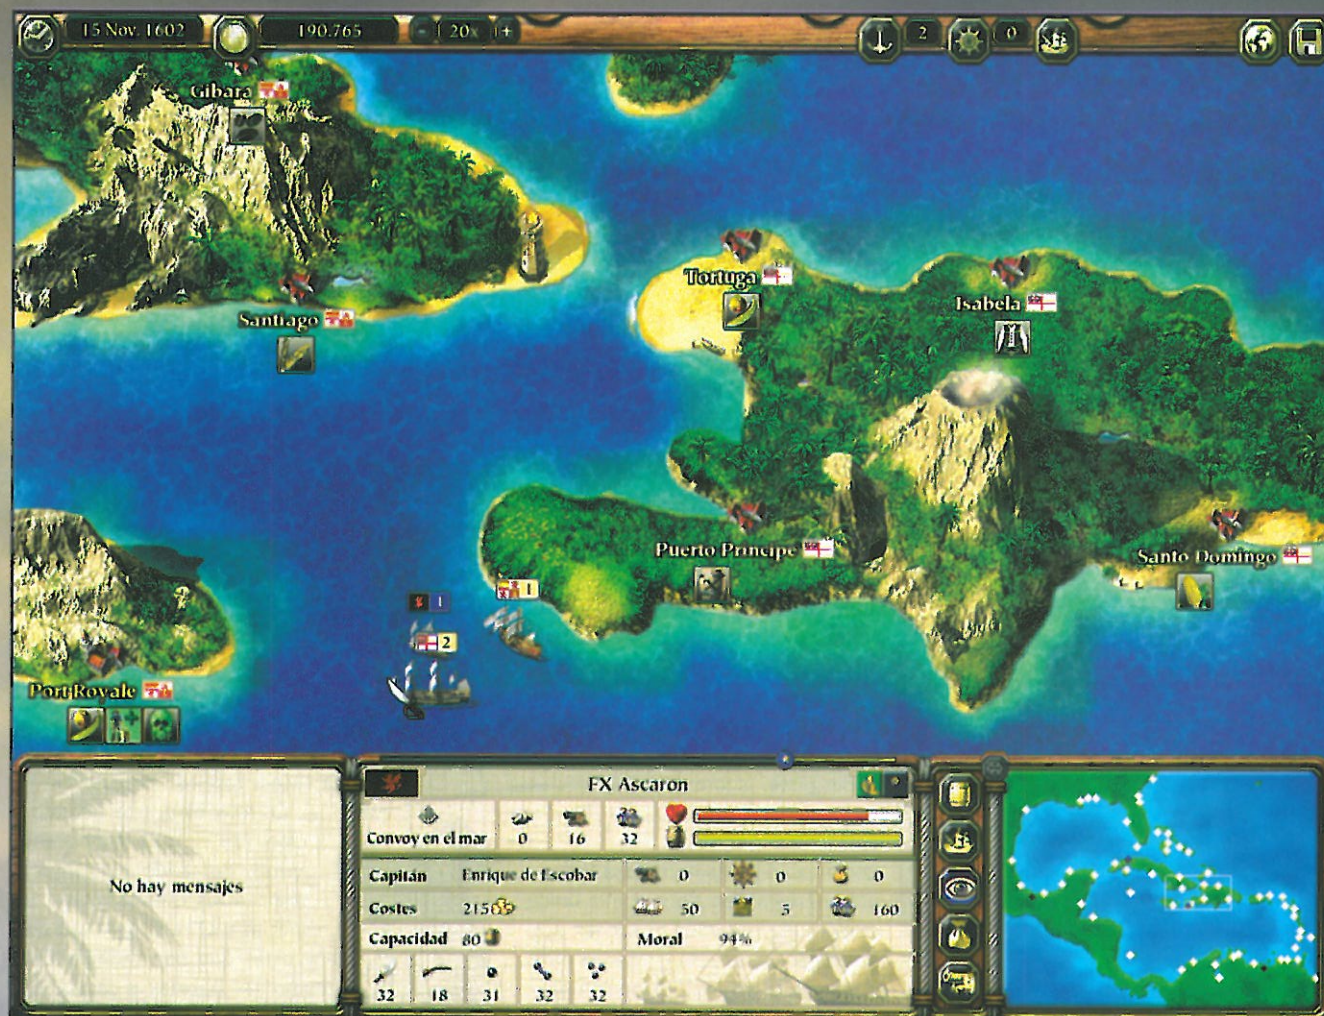 15 Nov. 1602 190.765 - 20x + 2 0
Gibara
Santiago
Tortuga
Isabela
Puerto Principe
Santo Domingo
1
1
2
Port Royale
FX Ascaron
Convoy en el mar 0 16 32
No hay mensajes
Capitán Enrique de Escobar 0 0 0
Costes 215 50 5 160
Capacidad 80 Moral 94%
32 18 31 32 32